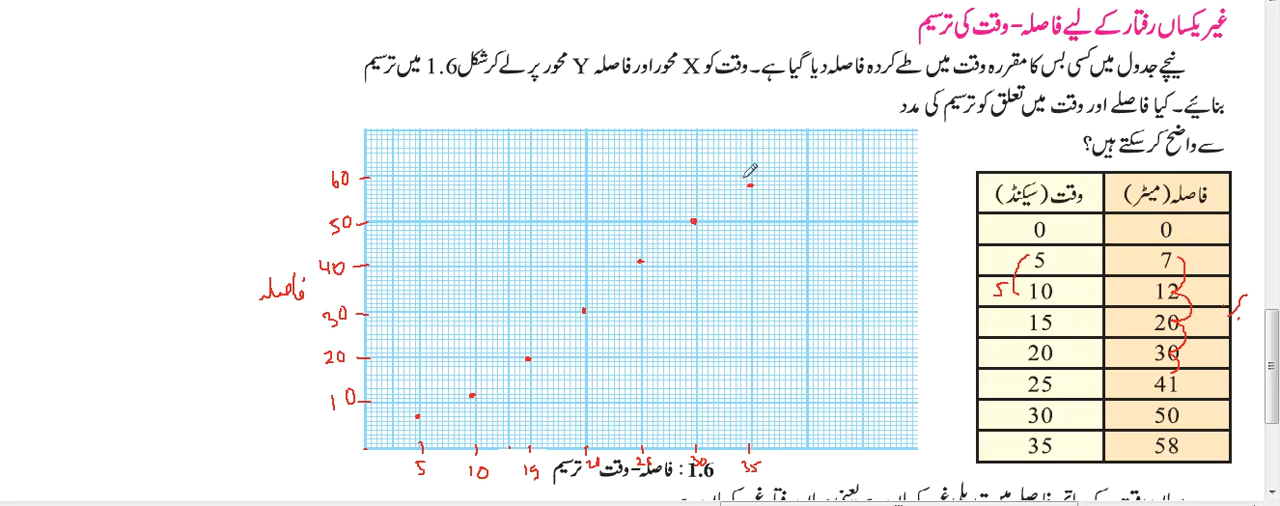 غیر یکساں رفتار کے لیے فاصلہ - وقت کی ترسیم
نیچے جدول میں کسی بس کا مقررہ وقت میں طے کردہ فاصلہ دیا گیا ہے۔ وقت کو X محور اور فاصلہ Y محور پر لے کر شکل 1.6 میں ترسیم
بنائیے۔ کیا فاصلے اور وقت میں تعلق کو ترسیم کی مدد
سے واضح کر سکتے ہیں؟
فاصلہ (میٹر) وقت (سیکنڈ)
0 0
7 5
12 10
20 15
30 20
41 25
50 30
58 35
5
60
50
40
فاصلہ
30
20
10
5 10 15 20 25 30 35
1.6 : فاصلہ - وقت ترسیم